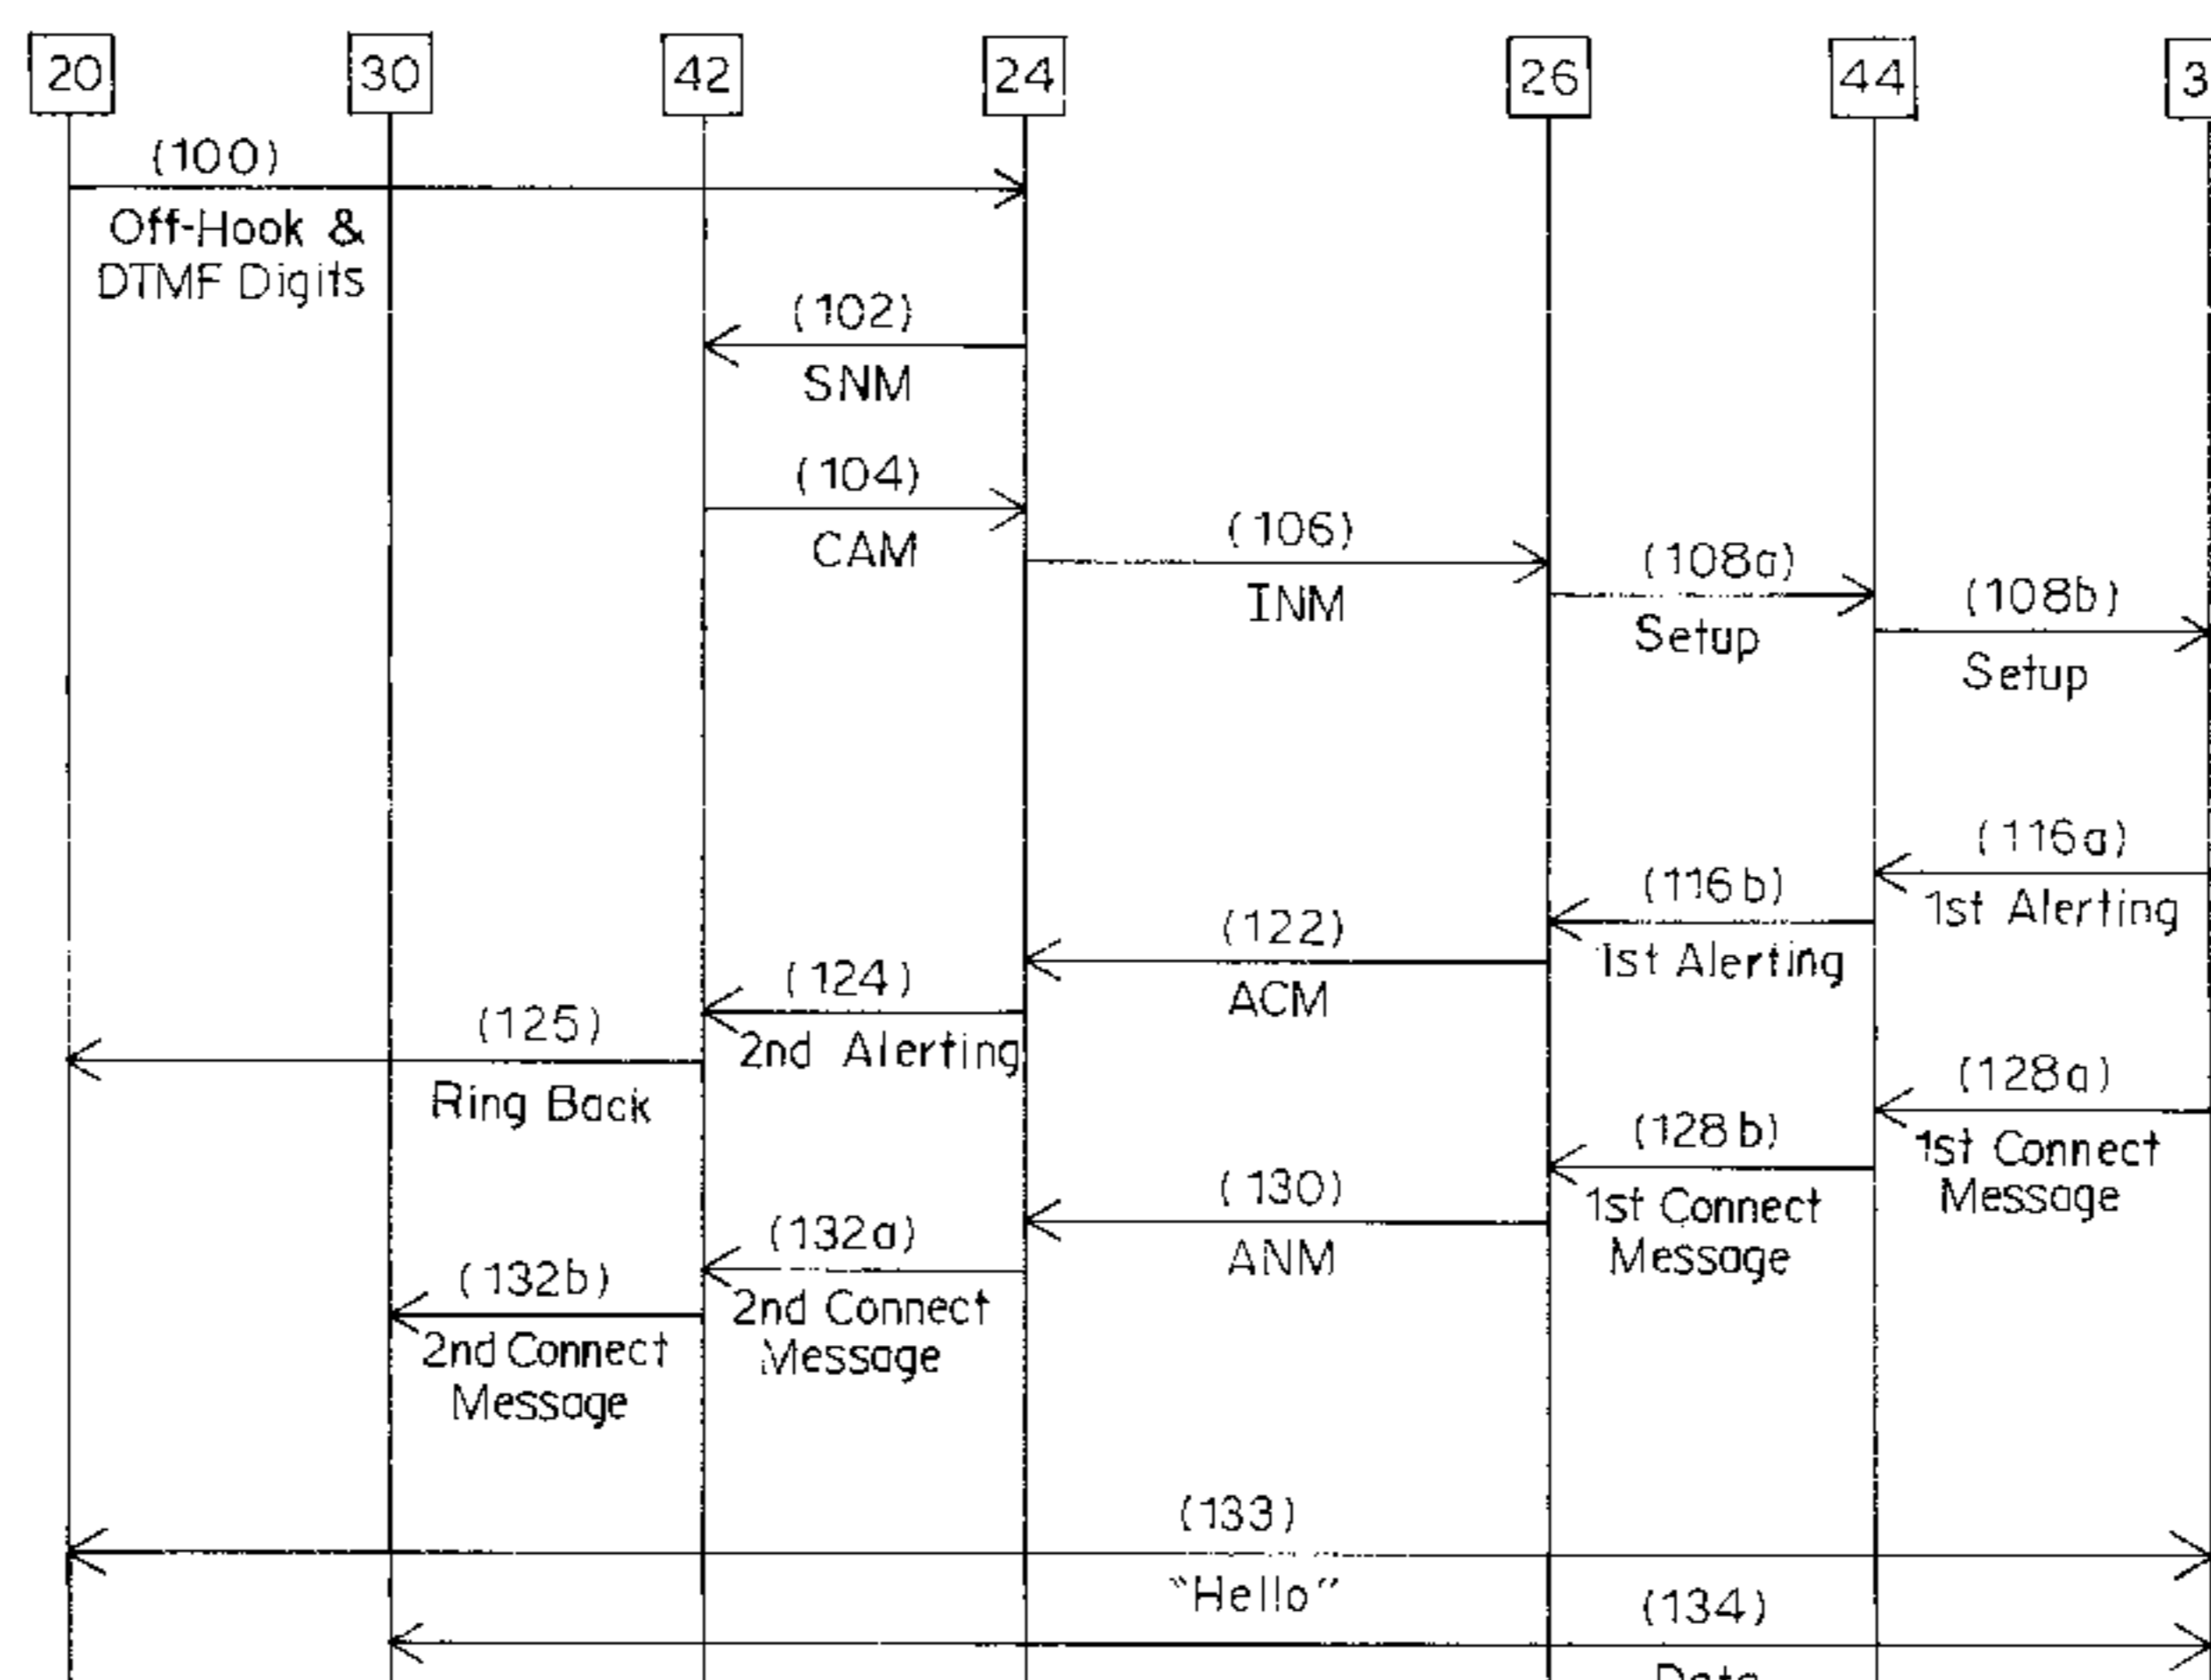 20 30 42 24 26 44 3
(100)
Off-Hook &
DTMF Digits
(102)
SNM
(104)
CAM
(106)
INM
(108a)
Setup
(108b)
Setup
(116a)
1st Alerting
(116b)
1st Alerting
(122)
ACM
(124)
2nd Alerting
(125)
Ring Back
(128a)
1st Connect
Message
(128b)
1st Connect
Message
(130)
ANM
(132a)
2nd Connect
Message
(132b)
2nd Connect
Message
(133)
"Hello"
(134)
Data